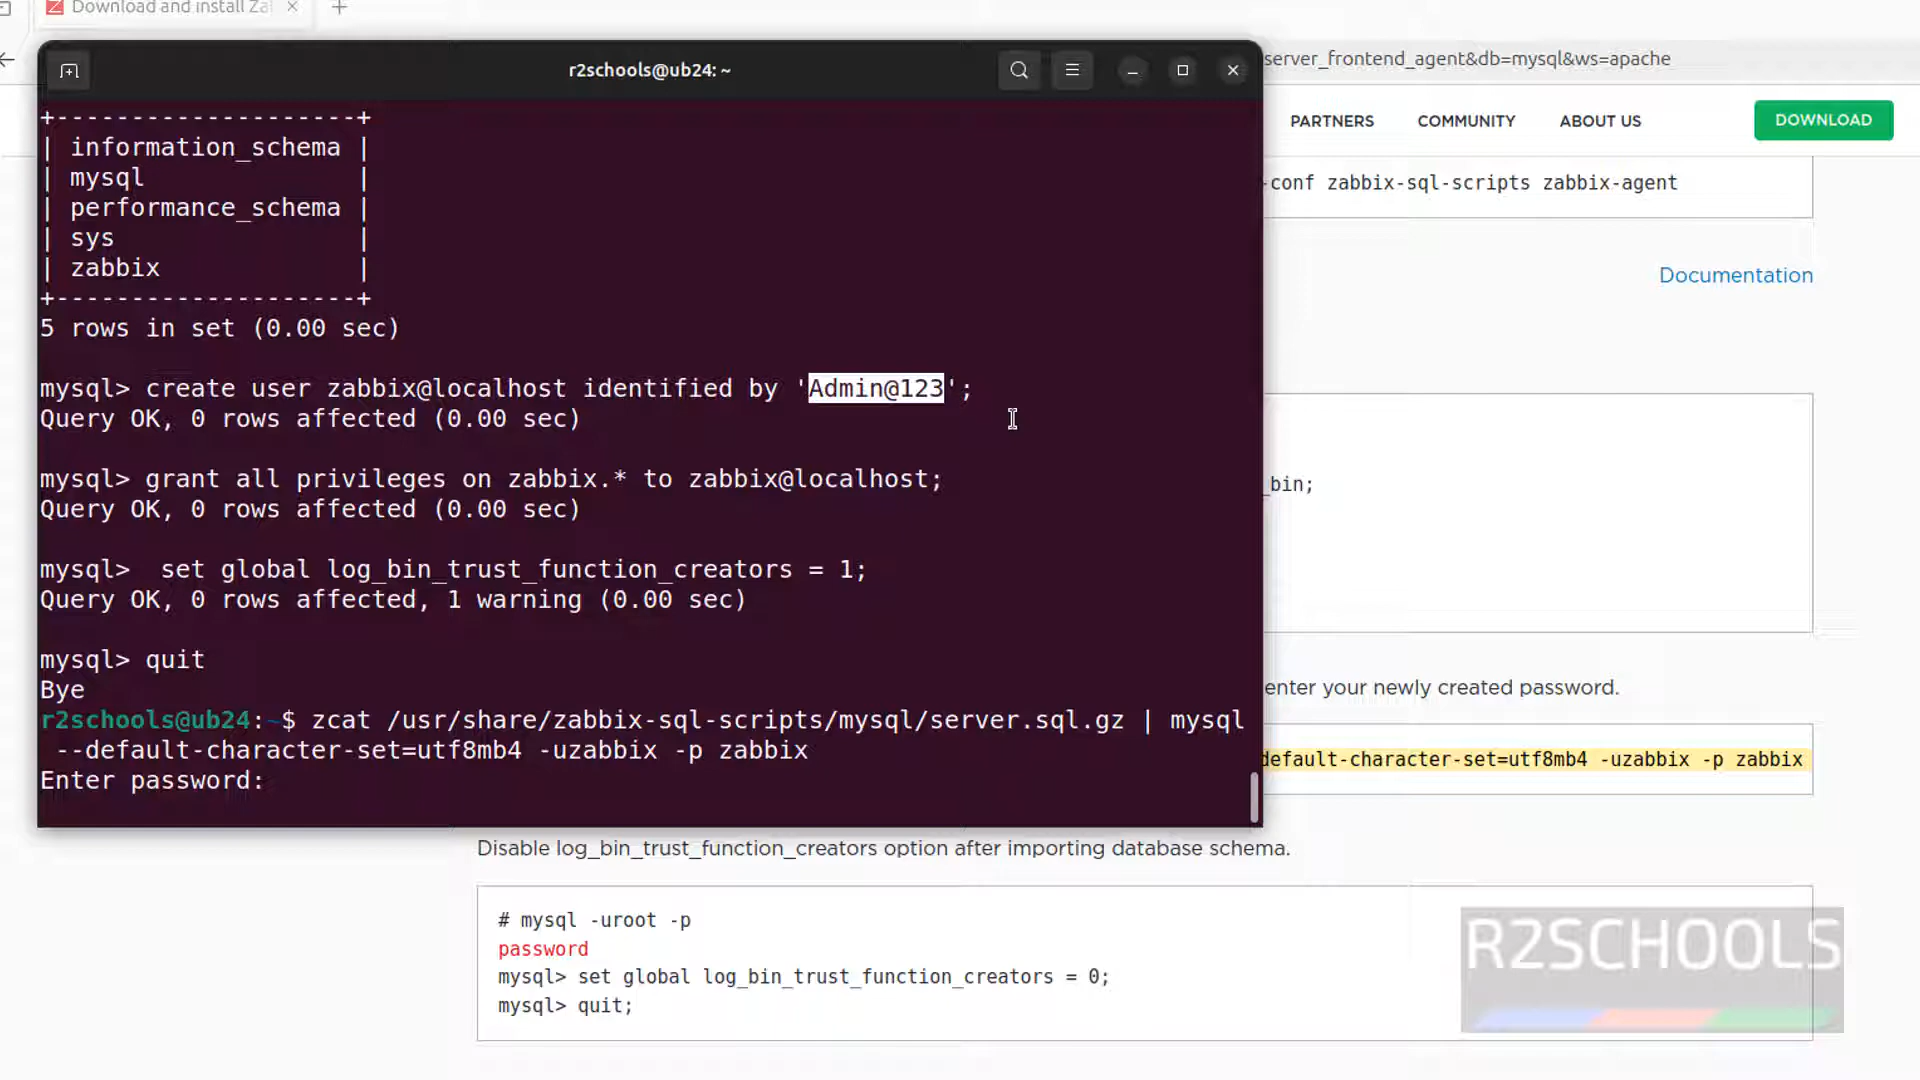 Download and install Za
server_frontend_agent&db=mysql&ws=apache
r2schools@ub24: ~
PARTNERS COMMUNITY ABOUT US DOWNLOAD
+--------------------+
| information_schema |
| mysql |
| performance_schema |
| sys |
| zabbix |
+--------------------+
5 rows in set (0.00 sec)
mysql> create user zabbix@localhost identified by 'Admin@123';
Query OK, 0 rows affected (0.00 sec)
mysql> grant all privileges on zabbix.* to zabbix@localhost;
Query OK, 0 rows affected (0.00 sec)
mysql>  set global log_bin_trust_function_creators = 1;
Query OK, 0 rows affected, 1 warning (0.00 sec)
mysql> quit
Bye
r2schools@ub24:~$ zcat /usr/share/zabbix-sql-scripts/mysql/server.sql.gz | mysql
--default-character-set=utf8mb4 -uzabbix -p zabbix
Enter password:
-conf zabbix-sql-scripts zabbix-agent
Documentation
_bin;
enter your newly created password.
default-character-set=utf8mb4 -uzabbix -p zabbix
Disable log_bin_trust_function_creators option after importing database schema.
# mysql -uroot -p
password
mysql> set global log_bin_trust_function_creators = 0;
mysql> quit;
R2SCHOOLS